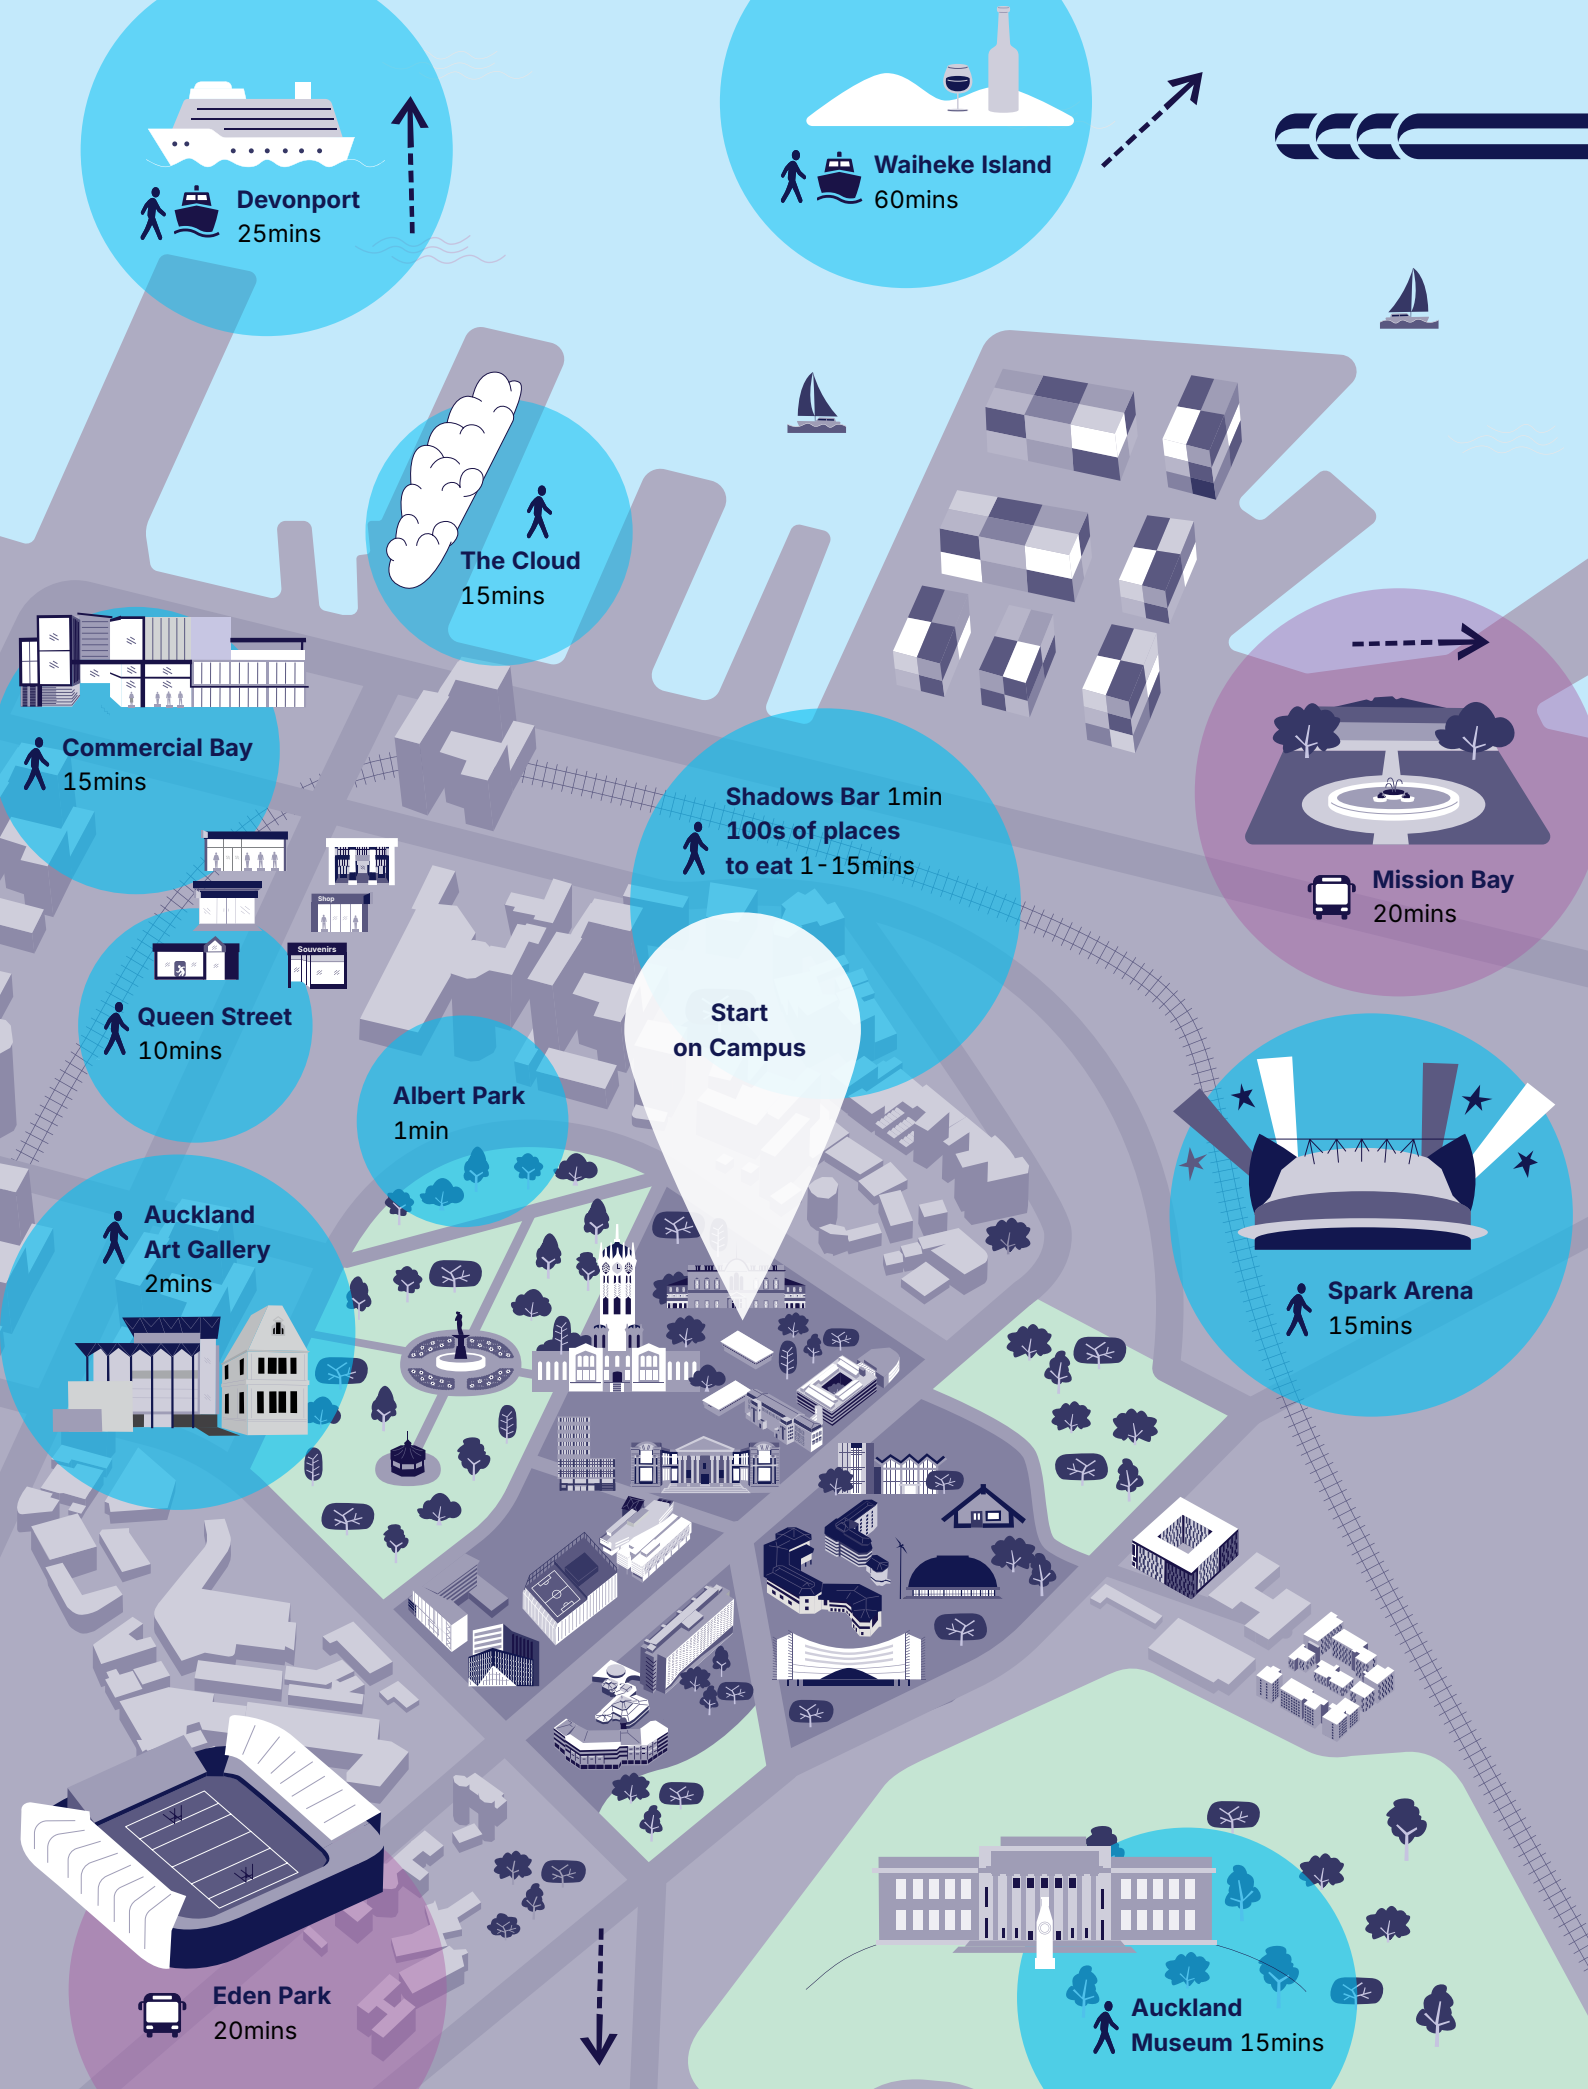 Devonport
25mins
Waiheke Island
60mins
The Cloud
15mins
Commercial Bay
15mins
Shadows Bar 1min
100s of places
to eat 1-15mins
Mission Bay
20mins
Shop
Souvenirs
Queen Street
10mins
Start
on Campus
Albert Park
1min
Auckland
Art Gallery
2mins
Spark Arena
15mins
Eden Park
20mins
Auckland
Museum 15mins